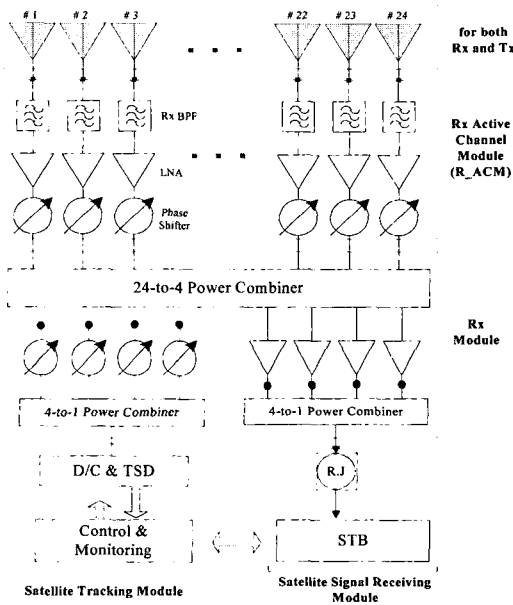 # 1 # 2 # 3 # 22 # 23 # 24
for both
Rx and Tx
Rx BPF
Rx Active
Channel
Module
(R_ACM)
LNA
Phase
Shifter
24-to-4 Power Combiner
Rx
Module
4-to-1 Power Combiner
4-to-1 Power Combiner
D/C & TSD
R.J
Control &
Monitoring
STB
Satellite Tracking Module
Satellite Signal Receiving
Module